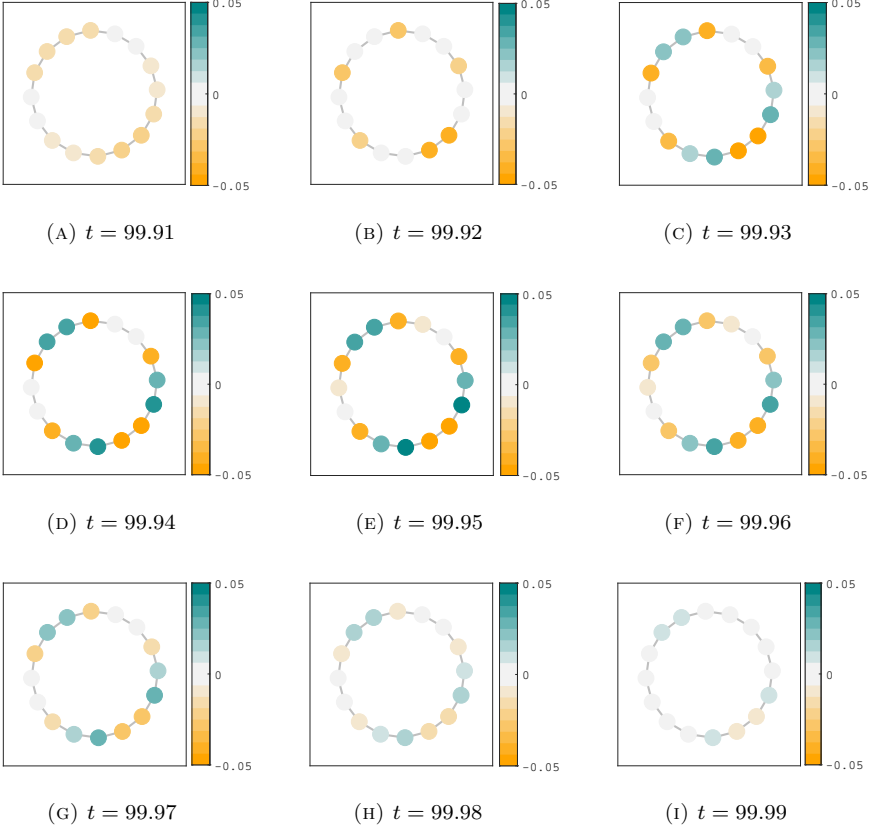 0.05 0.05 0.05
0 0 0
-0.05 -0.05 -0.05
(A) t = 99.91 (B) t = 99.92 (C) t = 99.93
0.05 0.05 0.05
0 0 0
-0.05 -0.05 -0.05
(D) t = 99.94 (E) t = 99.95 (F) t = 99.96
0.05 0.05 0.05
0 0 0
-0.05 -0.05 -0.05
(G) t = 99.97 (H) t = 99.98 (I) t = 99.99